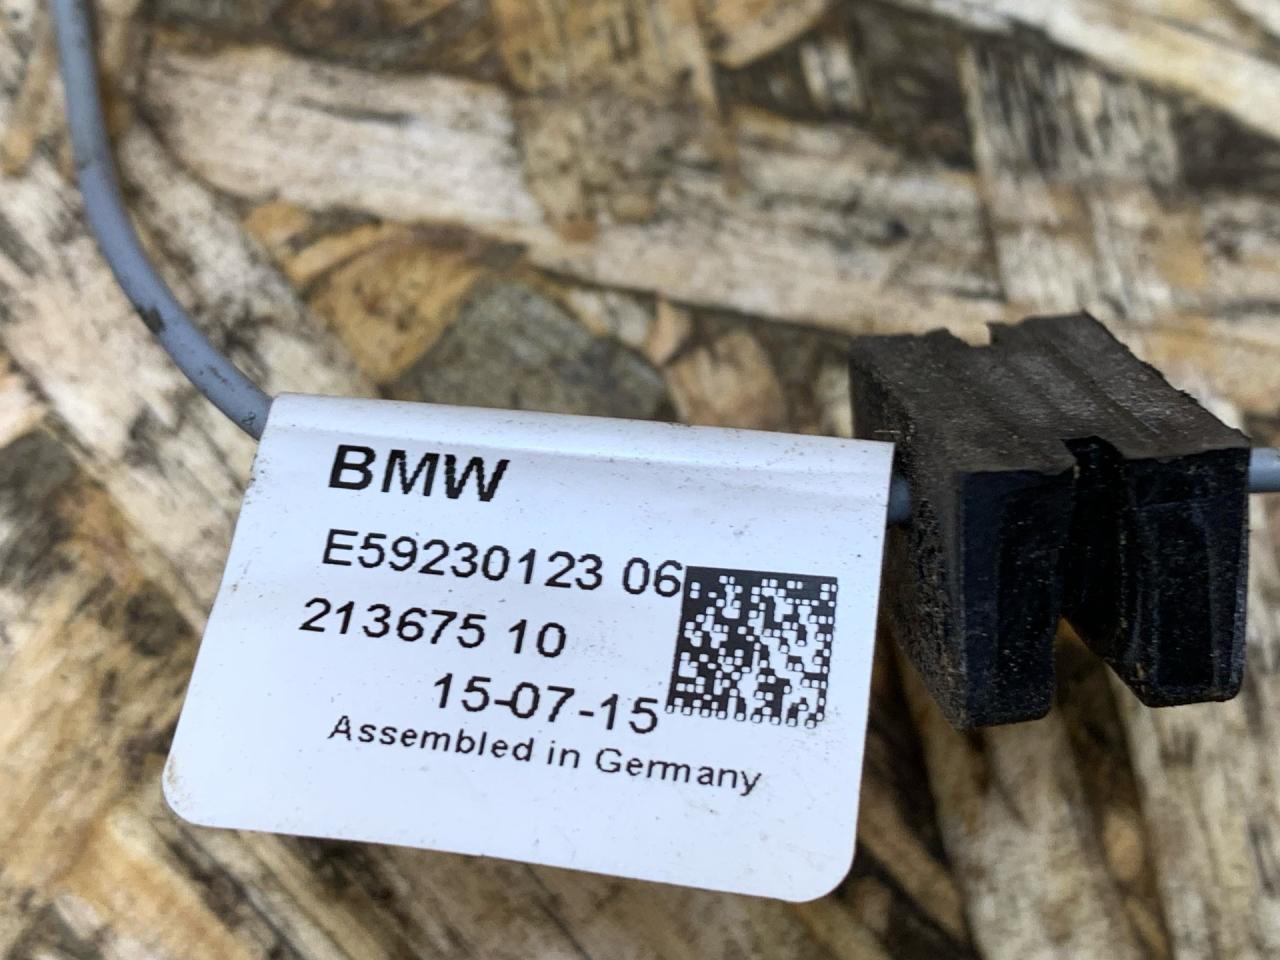 BMW
E59230123 06
213675 10
15-07-15
Assembled in Germany